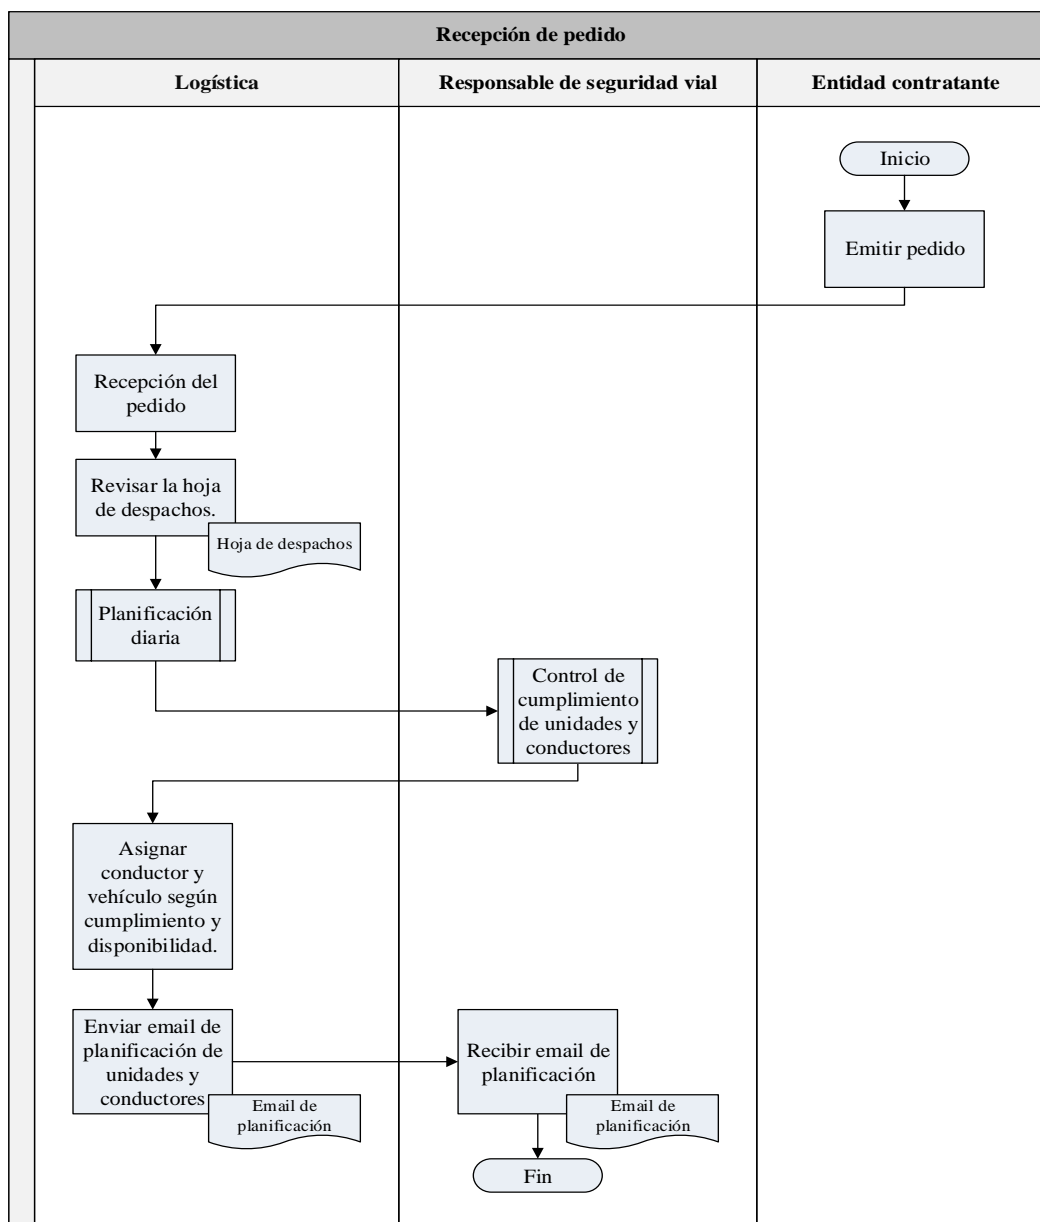 Recepción de pedido
Logística
Responsable de seguridad vial
Entidad contratante
Inicio
Emitir pedido
Recepción del
pedido
Revisar la hoja
de despachos.
Hoja de despachos
Planificación
diaria
Control de
cumplimiento
de unidades y
conductores
Asignar
conductor y
vehículo según
cumplimiento y
disponibilidad.
Enviar email de
planificación de
unidades y
conductores
Email de
planificación
Recibir email de
planificación
Email de
planificación
Fin